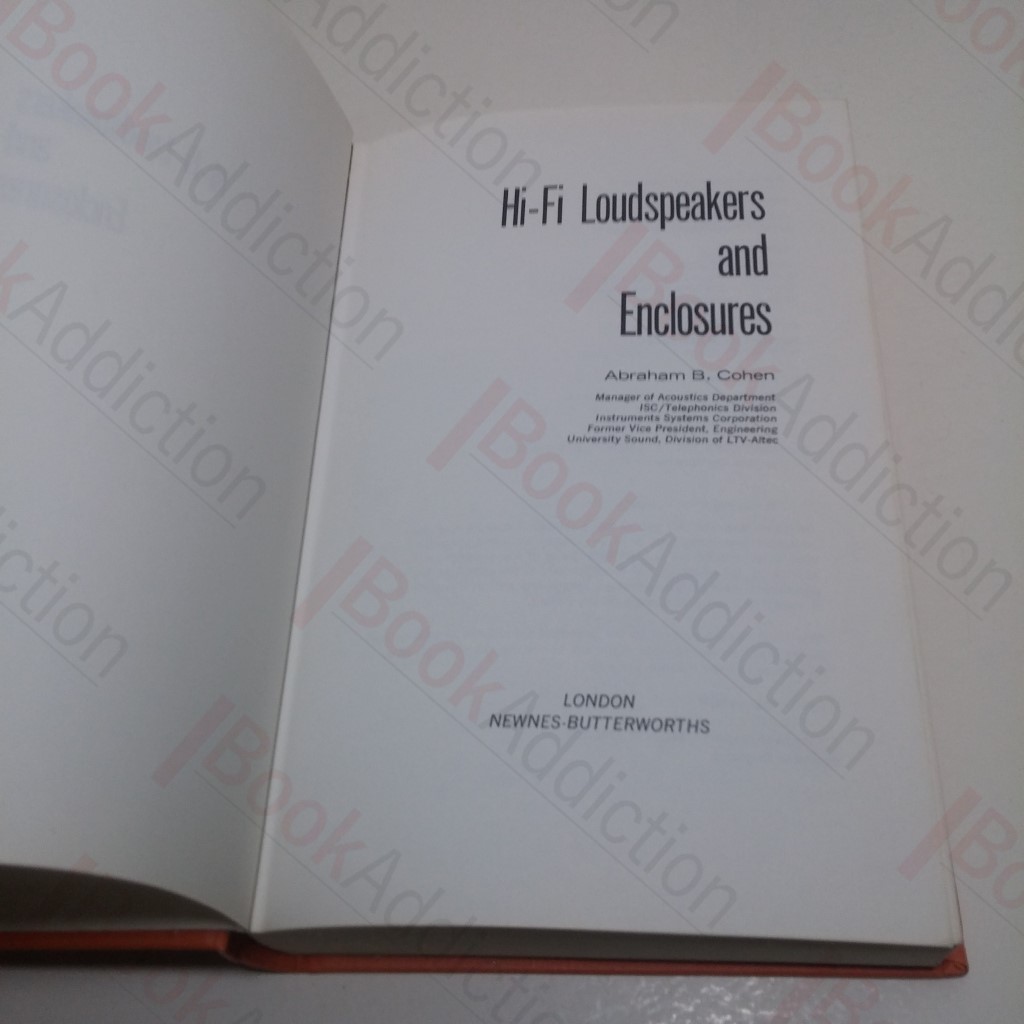 Hi-Fi Loudspeakers
and
Enclosures
Abraham B. Cohen
Manager of Acoustics Department
ISC/Telephonics Division
Instruments Systems Corporation
Former Vice President, Engineering
University Sound, Division of LTV-Altec
LONDON
NEWNES-BUTTERWORTHS
BookAddiction